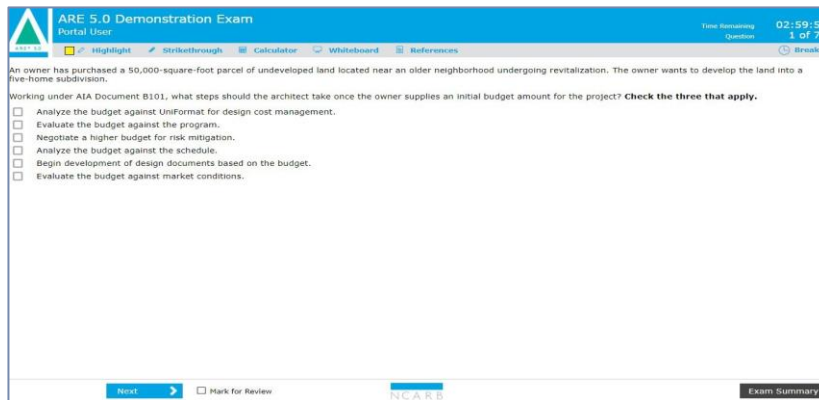 ARE 5.0 Demonstration Exam
Portal User
ARE® 5.0
Time Remaining 02:59:5
Question 1 of 7
Highlight Strikethrough Calculator Whiteboard References Break
An owner has purchased a 50,000-square-foot parcel of undeveloped land located near an older neighborhood undergoing revitalization. The owner wants to develop the land into a
five-home subdivision.
Working under AIA Document B101, what steps should the architect take once the owner supplies an initial budget amount for the project? Check the three that apply.
Analyze the budget against UniFormat for design cost management.
Evaluate the budget against the program.
Negotiate a higher budget for risk mitigation.
Analyze the budget against the schedule.
Begin development of design documents based on the budget.
Evaluate the budget against market conditions.
Next Mark for Review NCARB Exam Summary